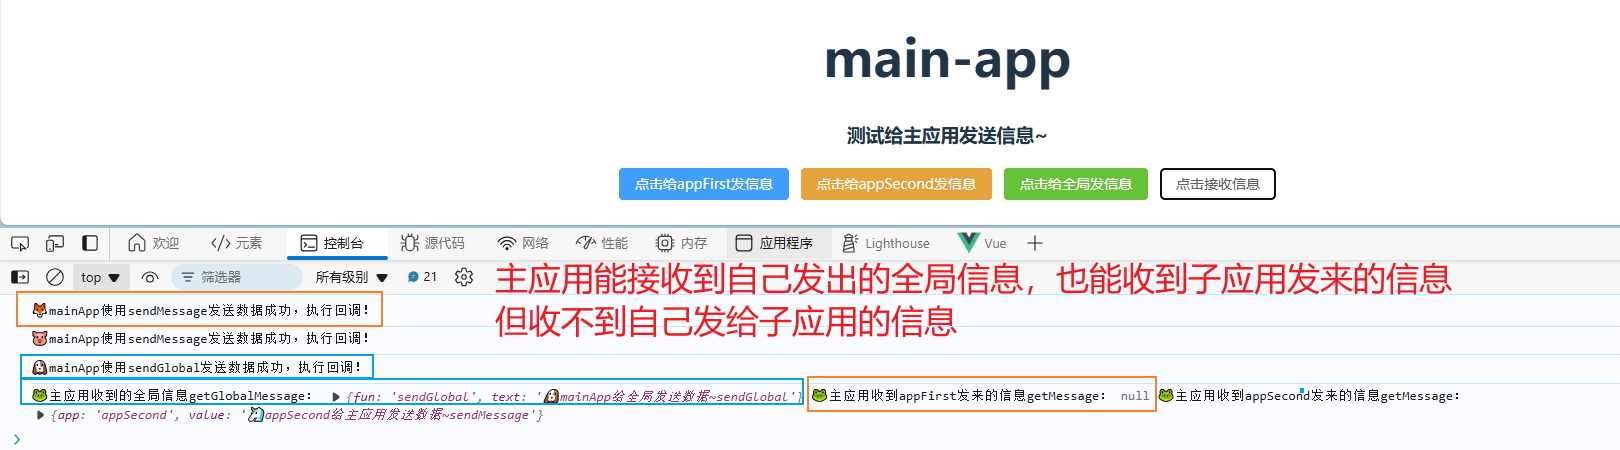 main-app
测试给主应用发送信息~
点击给appFirst发信息 点击给appSecond发信息 点击给全局发信息 点击接收信息
欢迎 </> 元素 控制台 源代码 网络 性能 内存 应用程序 Lighthouse Vue +
top ▼ 筛选器 所有级别 ▼ 21
主应用能接收到自己发出的全局信息，也能收到子应用发来的信息
但收不到自己发给子应用的信息
🦊mainApp使用sendMessage发送数据成功，执行回调！
🐷mainApp使用sendMessage发送数据成功，执行回调！
🐶mainApp使用sendGlobal发送数据成功，执行回调！
🐸主应用收到的全局信息getGlobalMessage： ▶ {fun: 'sendGlobal', text: '🐶mainApp给全局发送数据~sendGlobal'} 🐸主应用收到appFirst发来的信息getMessage： null 🐸主应用收到appSecond发来的信息getMessage：
▶ {app: 'appSecond', value: '🐴appSecond给主应用发送数据~sendMessage'}
>